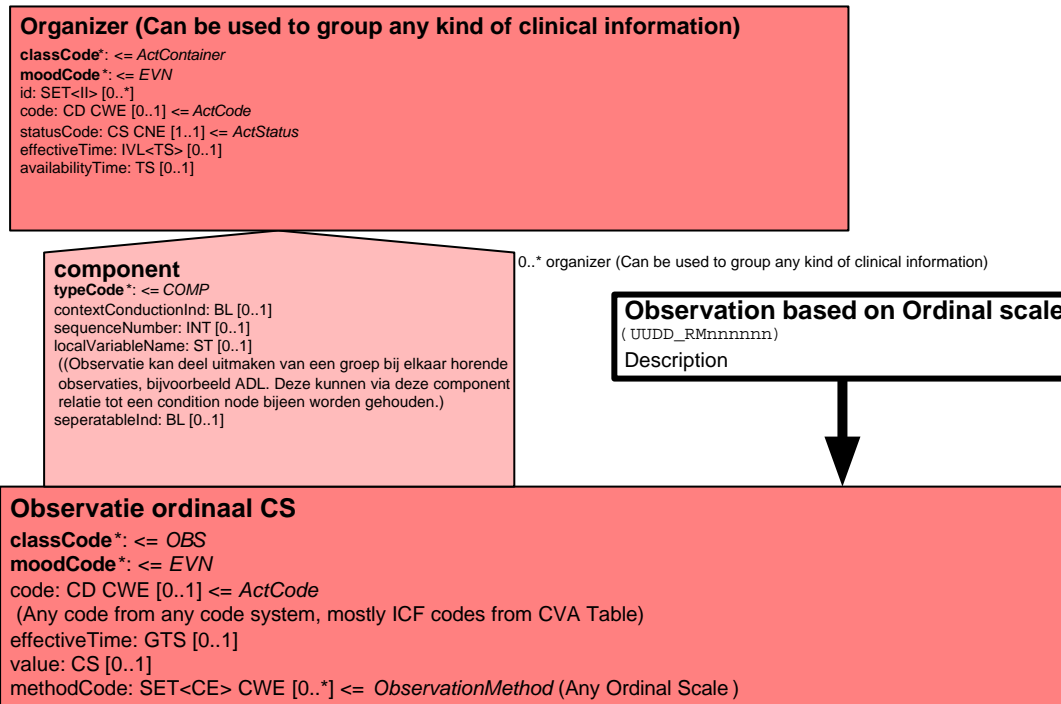 Organizer (Can be used to group any kind of clinical information)
classCode*: <= ActContainer
moodCode*: <= EVN
id: SET<II> [0..*]
code: CD CWE [0..1] <= ActCode
statusCode: CS CNE [1..1] <= ActStatus
effectiveTime: IVL<TS> [0..1]
availabilityTime: TS [0..1]
component
typeCode*: <= COMP
contextConductionInd: BL [0..1]
sequenceNumber: INT [0..1]
localVariableName: ST [0..1]
((Observatie kan deel uitmaken van een groep bij elkaar horende
observaties, bijvoorbeeld ADL. Deze kunnen via deze component
relatie tot een condition node bijeen worden gehouden.)
seperatableInd: BL [0..1]
0..* organizer (Can be used to group any kind of clinical information)
Observation based on Ordinal scale
(UUDD_RMnnnnnn)
Description
Observatie ordinaal CS
classCode*: <= OBS
moodCode*: <= EVN
code: CD CWE [0..1] <= ActCode
(Any code from any code system, mostly ICF codes from CVA Table)
effectiveTime: GTS [0..1]
value: CS [0..1]
methodCode: SET<CE> CWE [0..*] <= ObservationMethod (Any Ordinal Scale )